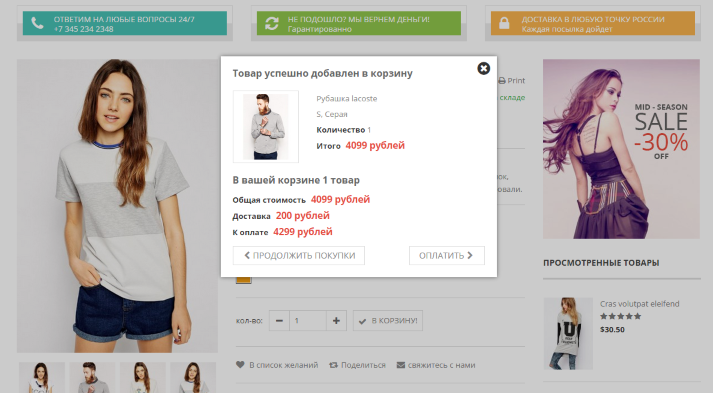 ОТВЕТИМ НА ЛЮБЫЕ ВОПРОСЫ 24/7
+7 345 234 2348
НЕ ПОДОШЛО? МЫ ВЕРНЕМ ДЕНЬГИ!
Гарантированно
ДОСТАВКА В ЛЮБУЮ ТОЧКУ РОССИИ
Каждая посылка дойдет
Товар успешно добавлен в корзину
Print
складе
Рубашка lacoste
S, Серая
Количество 1
Итого 4099 рублей
MID - SEASON
SALE
-30%
OFF
В вашей корзине 1 товар
Общая стоимость 4099 рублей
Доставка 200 рублей
К оплате 4299 рублей
ПРОДОЛЖИТЬ ПОКУПКИ
ОПЛАТИТЬ
ПРОСМОТРЕННЫЕ ТОВАРЫ
Cras volutpat eleifend
$30.50
КОЛ-ВО:
1
В КОРЗИНУ!
В список желаний
Поделиться
свяжитесь с нами